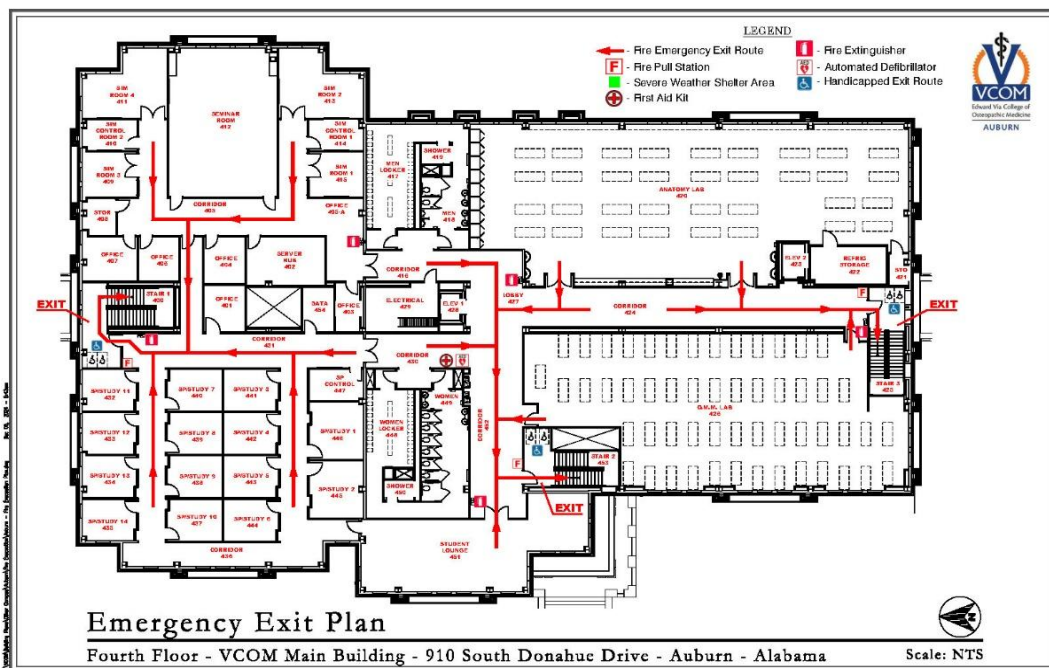 LEGEND
- Fire Emergency Exit Route
- Fire Extinguisher
F - Fire Pull Station
AED - Automated Defibrillator
- Severe Weather Shelter Area
- Handicapped Exit Route
- First Aid Kit
VCOM
Edward Via College of
Osteopathic Medicine
AUBURN
SIM
ROOM 4
411
SEMINAR
ROOM
412
SIM
ROOM 2
413
SIM
CONTROL
ROOM 2
410
SIM
CONTROL
ROOM 1
414
SIM
ROOM 3
409
SIM
ROOM 1
415
STOR
408
CORRIDOR
OFFICE
MEN
LOCKER
417
SHOWER
419
MEN
418
ANATOMY LAB
420
OFFICE
407
OFFICE
OFFICE
404
SERVER
402
CORRIDOR
416
ELEV 2
423
REFRIG
STORAGE
422
STO
421
EXIT
STAIR 1
OFFICE
401
DATA
OFFICE
403
ELECTRICAL
ELEV 1
LOBBY
427
CORRIDOR
424
F
EXIT
STAIR 3
CORRIDOR
431
F
CORRIDOR
430
AED
SP/STUDY 11
432
SP/STUDY 7
440
SP/STUDY 3
SP
CONTROL
447
WOMEN
449
SP/STUDY 12
433
SP/STUDY 8
SP/STUDY 4
442
SP/STUDY 1
446
WOMEN
LOCKER
448
CORRIDOR
452
O.M.M. LAB
SP/STUDY 13
434
SP/STUDY 9
SP/STUDY 5
443
SP/STUDY 2
445
SHOWER
450
F
STAIR 2
453
EXIT
SP/STUDY 14
435
SP/STUDY 10
437
SP/STUDY 6
444
CORRIDOR
436
STUDENT
LOUNGE
451
Emergency Exit Plan
N
Fourth Floor - VCOM Main Building - 910 South Donahue Drive - Auburn - Alabama
Scale: NTS